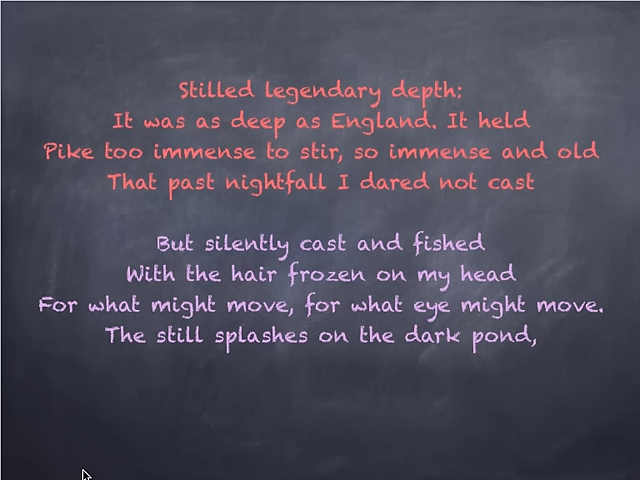 Stilled legendary depth:
It was as deep as England. It held
Pike too immense to stir, so immense and old
That past nightfall I dared not cast
But silently cast and fished
With the hair frozen on my head
For what might move, for what eye might move.
The still splashes on the dark pond,